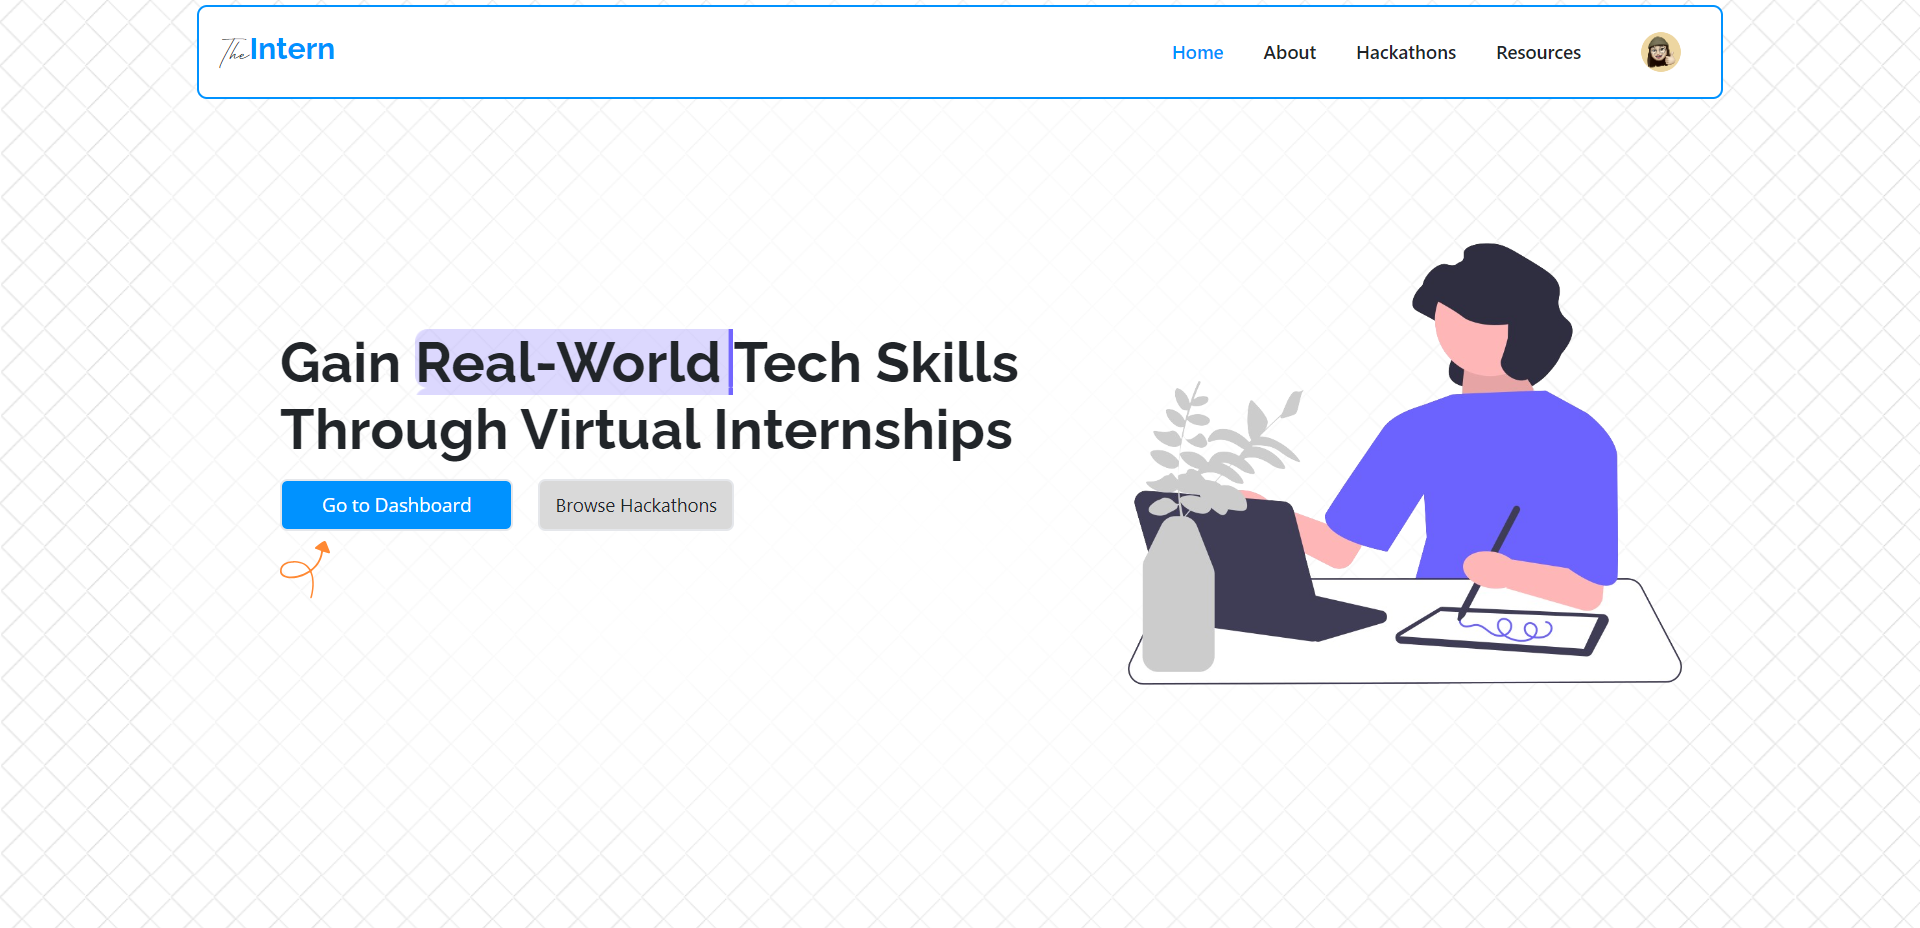 The Intern
Home
About
Hackathons
Resources
Gain Real-World Tech Skills
Through Virtual Internships
Go to Dashboard
Browse Hackathons